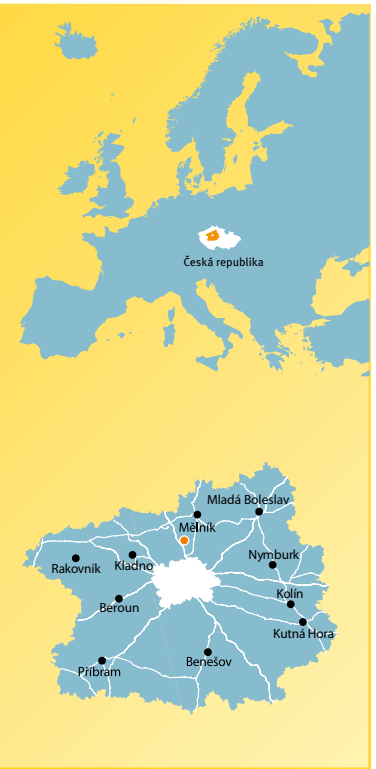 Česká republika
Mladá Boleslav
Mělník
Nymburk
Rakovník
Kladno
Kolín
Beroun
Kutná Hora
Benešov
Příbram